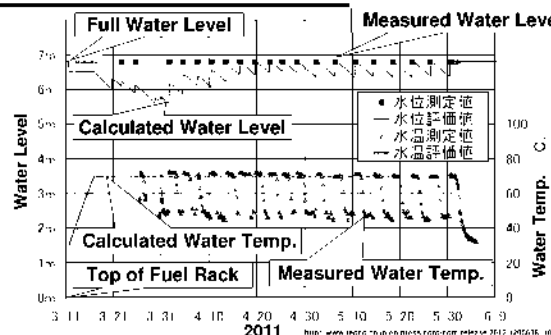 Full Water Level
Measured Water Leve
7m
6m
5m
4m
3m
2m
1m
0m
Water Level
Calculated Water Level
水位測定値
水位評価値
水温測定値
水温評価値
100
80
60
40
20
0
Water Temp. C.
Calculated Water Temp.
Measured Water Temp.
Top of Fuel Rack
3 11 3 21 3 31 4 10 4 20 4 30 5 10 5 20 5 30 6 9
2011